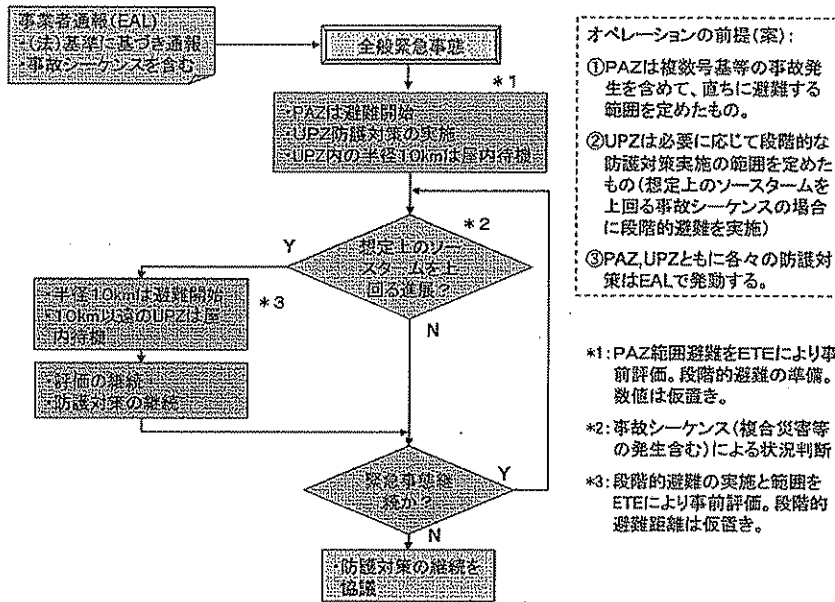 事業者通報(EAL)
・(法)基準に基づき通報
・事故シーケンスを含む
全般緊急事態
*1
・PAZは避難開始
・UPZ防護対策の実施
・UPZ内の半径10kmは屋内待機
*2
想定上のソー
スタームを上
回る進展?
Y
N
・半径10kmは避難開始
・10km以遠のUPZは屋
内待機
*3
・評価の継続
・防護対策の継続
緊急事態継
続か?
Y
N
・防護対策の継続を
協議
オペレーションの前提(案):
①PAZは複数号基等の事故発
生を含めて、直ちに避難する
範囲を定めたもの。
②UPZは必要に応じて段階的な
防護対策実施の範囲を定めた
もの(想定上のソースタームを
上回る事故シーケンスの場合
に段階的避難を実施)
③PAZ,UPZともに各々の防護対
策はEALで発動する。
*1:PAZ範囲避難をETEにより事
前評価。段階的避難の準備。
数値は仮置き。
*2:事故シーケンス(複合災害等
の発生含む)による状況判断
*3:段階的避難の実施と範囲を
ETEにより事前評価。段階的
避難距離は仮置き。